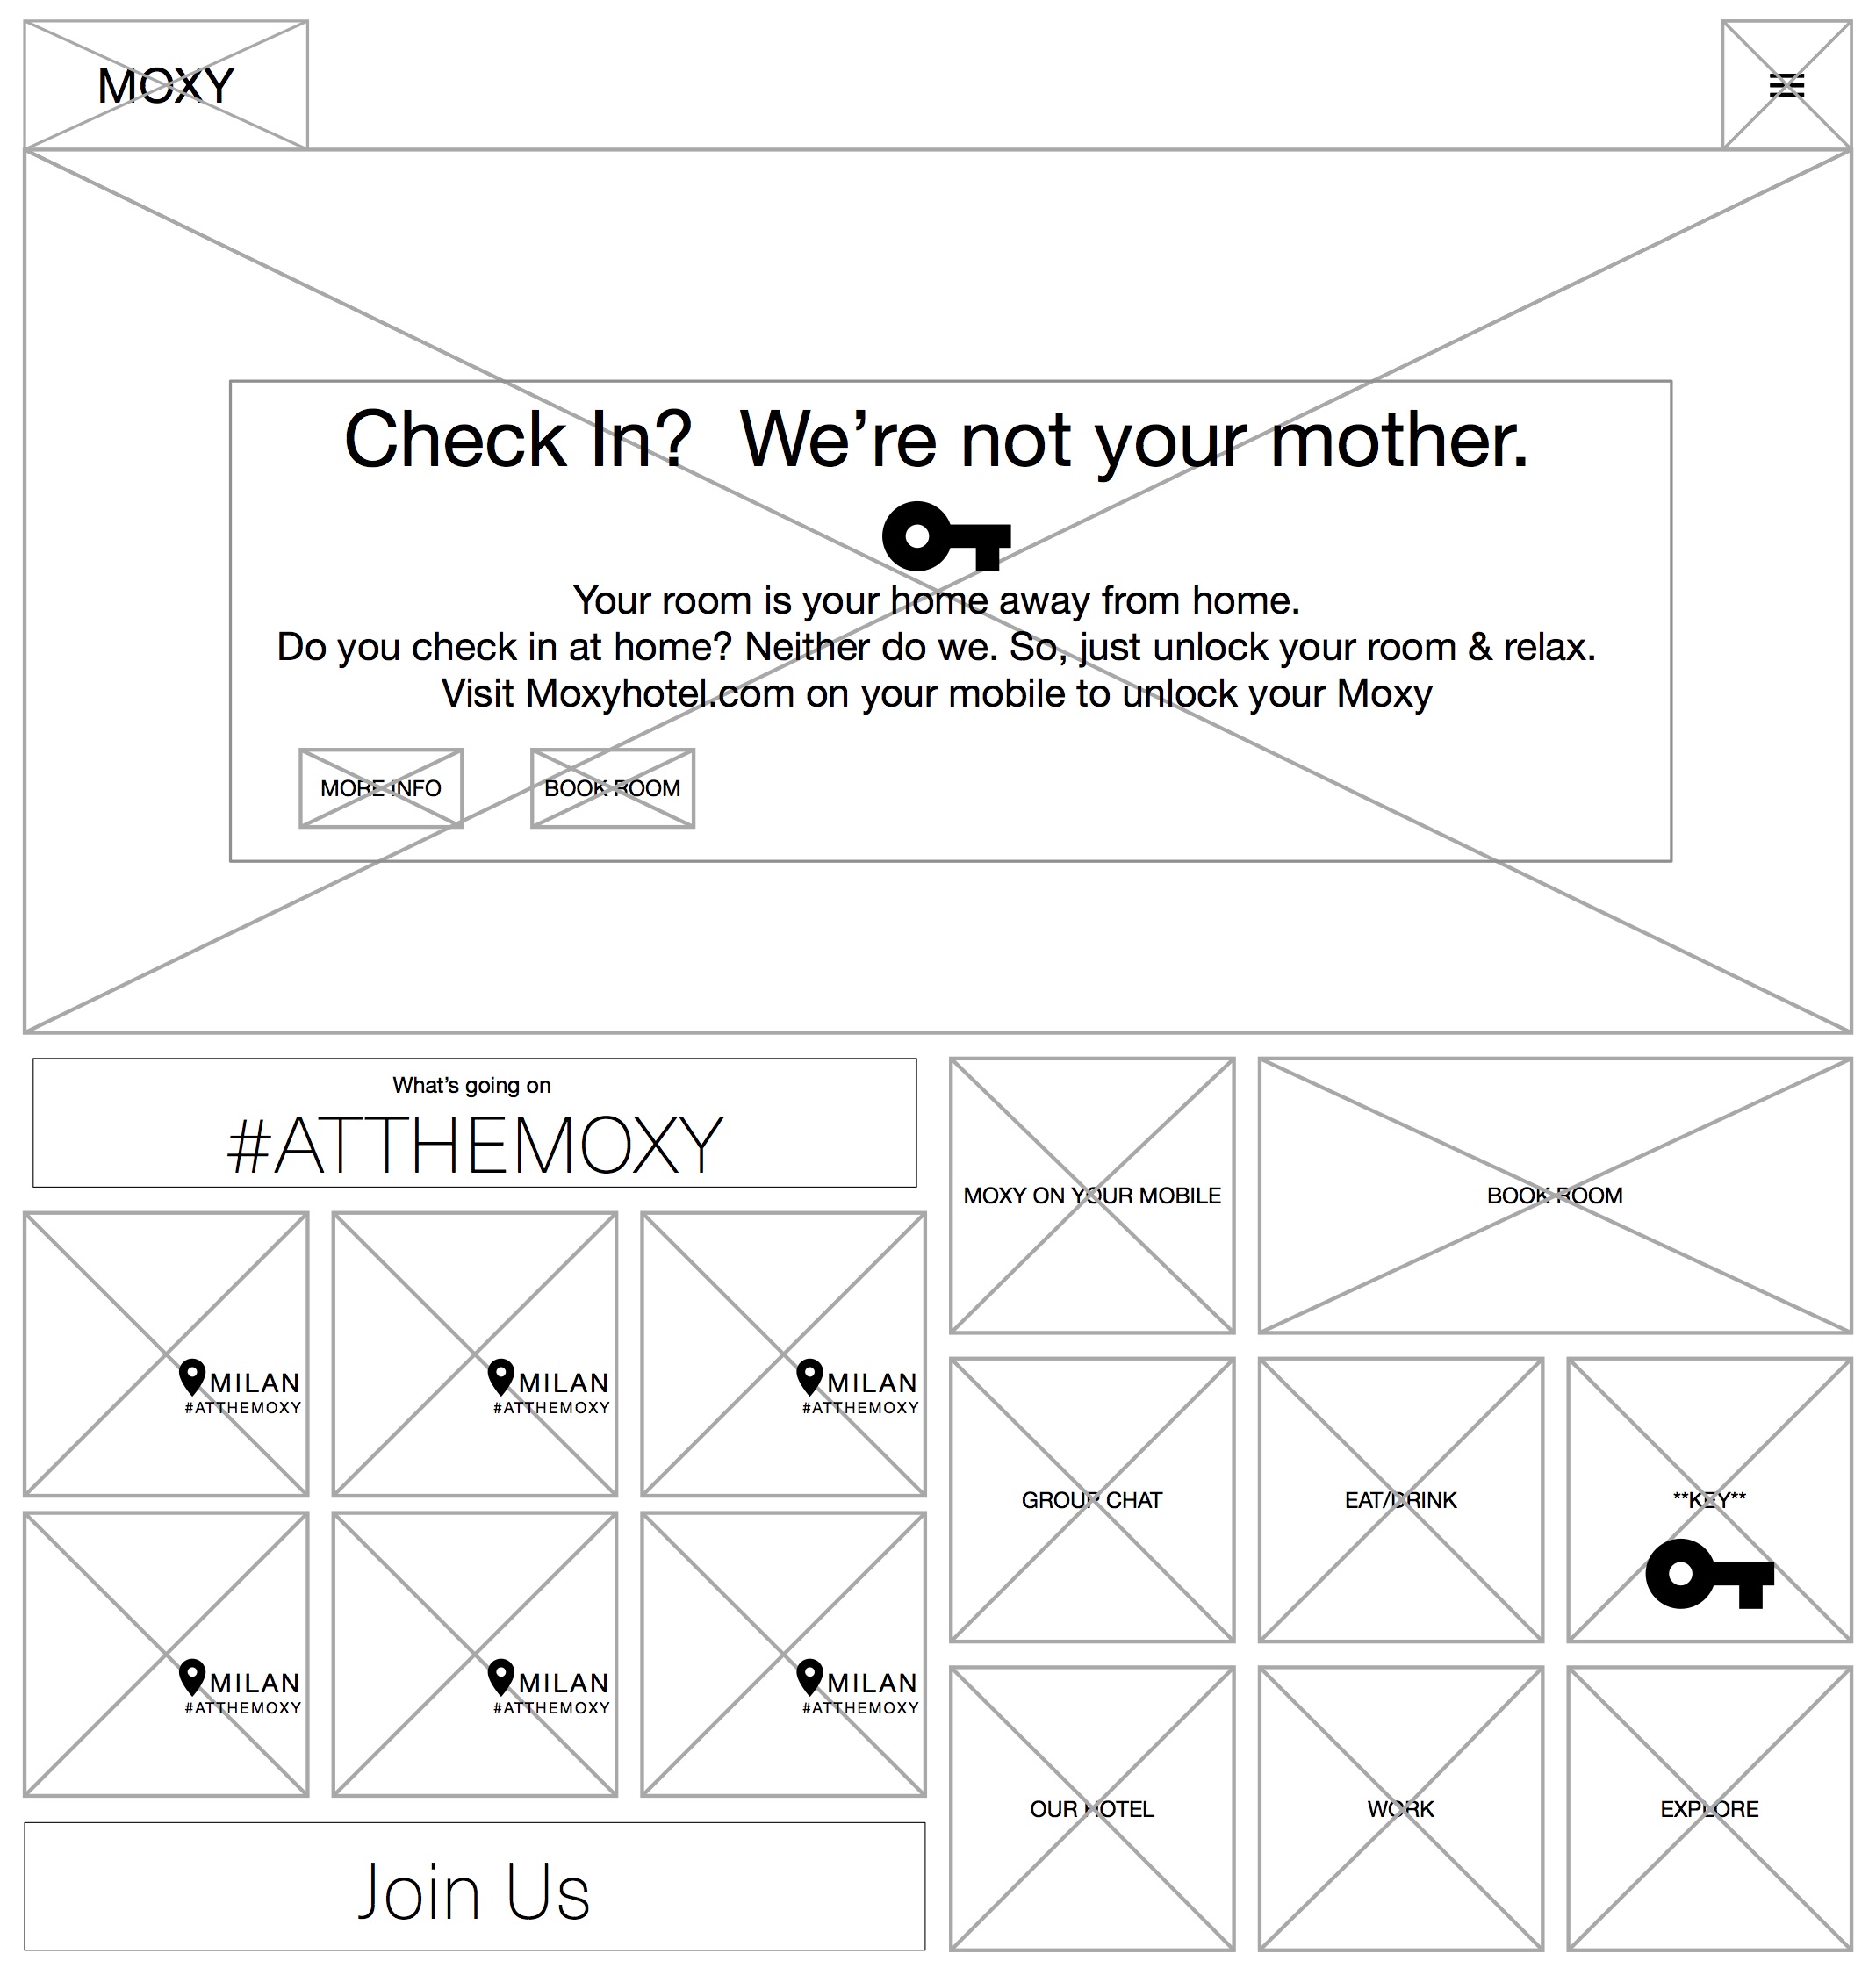 MOXY
Check In?  We’re not your mother.
Your room is your home away from home.
Do you check in at home? Neither do we. So, just unlock your room & relax.
Visit Moxyhotel.com on your mobile to unlock your Moxy
MORE INFO
BOOK ROOM
What’s going on
#ATTHEMOXY
MILAN
#ATTHEMOXY
MILAN
#ATTHEMOXY
MILAN
#ATTHEMOXY
MILAN
#ATTHEMOXY
MILAN
#ATTHEMOXY
MILAN
#ATTHEMOXY
Join Us
MOXY ON YOUR MOBILE
BOOK ROOM
GROUP CHAT
EAT/DRINK
**KEY**
OUR HOTEL
WORK
EXPLORE